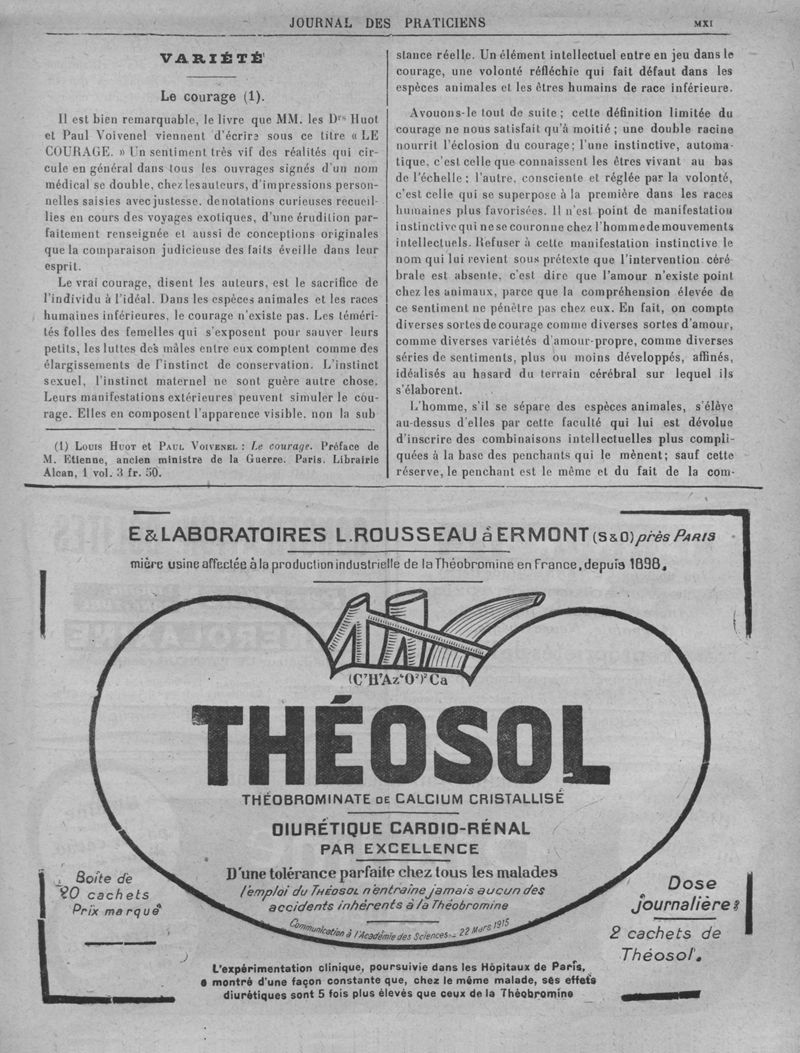 JOURNAL DES PRATICIENS MXI
VARIÉTÉ
Le courage (1).
Il est bien remarquable, le livre que MM. les Drs Huot
et Paul Voivenel viennent d'écrire sous ce titre « LE
COURAGE. » Un sentiment très vif des réalités qui cir-
cule en général dans tous les ouvrages signés d'un nom
médical se double, chez lesauteurs, d'impressions person-
nelles saisies avec justesse, de notations curieuses recueil-
lies en cours des voyages exotiques, d'une érudition par-
faitement renseignée et aussi de conceptions originales
que la comparaison judicieuse des faits éveille dans leur
esprit.
Le vrai courage, disent les auteurs, est le sacrifice de
l'individu à l'idéal. Dans les espèces animales et les races
humaines inférieures, le courage n'existe pas. Les téméri-
tés folles des femelles qui s'exposent pour sauver leurs
petits, les luttes des mâles entre eux comptent comme des
élargissements de l'instinct de conservation. L'instinct
sexuel, l'instinct maternel ne sont guère autre chose.
Leurs manifestations extérieures peuvent simuler le cou-
rage. Elles en composent l'apparence visible, non la sub
(1) LOUIS HUOT et PAUL VOIVENEL : Le courage. Préface de
M. Etienne, ancien ministre de la Guerre. Paris. Librairie
Alcan, 1 vol. 3 fr. 50.
stance réelle. Un élément intellectuel entre en jeu dans le
courage, une volonté réfléchie qui fait défaut dans les
espèces animales et les êtres humains de race inférieure.
Avouons-le tout de suite ; cette définition limitée du
courage ne nous satisfait qu'à moitié ; une double racine
nourrit l'éclosion du courage; l'une instinctive, automa-
tique, c'est celle que connaissent les êtres vivant au bas
de l'échelle ; l'autre, consciente et réglée par la volonté,
c'est celle qui se superpose à la première dans les races
humaines plus favorisées. Il n'est point de manifestation
instinctive qui ne se couronne chez l'homme de mouvements
intellectuels. Refuser à cette manifestation instinctive le
nom qui lui revient sous prétexte que l'intervention céré-
brale est absente, c'est dire que l'amour n'existe point
chez les animaux, parce que la compréhension élevée de
ce sentiment ne pénètre pas chez eux. En fait, on compte
diverses sortes de courage comme diverses sortes d'amour,
comme diverses variétés d'amour-propre, comme diverses
séries de sentiments, plus ou moins développés, affinés,
idéalisés au hasard du terrain cérébral sur lequel ils
s'élaborent.
L'homme, s'il se sépare des espèces animales, s'élève
au-dessus d'elles par cette faculté qui lui est dévolue
d'inscrire des combinaisons intellectuelles plus compli-
quées à la base des penchants qui le mènent; sauf cette
réserve, le penchant est le même et du fait de la com-
E & LABORATOIRES L.ROUSSEAU à ERMONT (S&O) près PARIS
mière usine affectée à la production industrielle de la Théobromine en France, depuis 1898.
(C⁷H⁷Az⁴O²)²Ca
THÉOSOL
THÉOBROMINATE DE CALCIUM CRISTALLISÉ
DIURÉTIQUE CARDIO-RÉNAL
PAR EXCELLENCE
D'une tolérance parfaite chez tous les malades
l'emploi du THÉOSOL n'entraine jamais aucun des
accidents inhérents à la Théobromine
Communication à l'Académie des Sciences - 22 Mars 1915
Boîte de
20 cachets
Prix marqué
Dose
journalière:
2 cachets de
Théosol.
L'expérimentation clinique, poursuivie dans les Hôpitaux de Paris,
a montré d'une façon constante que, chez le même malade, ses effets
diurétiques sont 5 fois plus élevés que ceux de la Théobromine